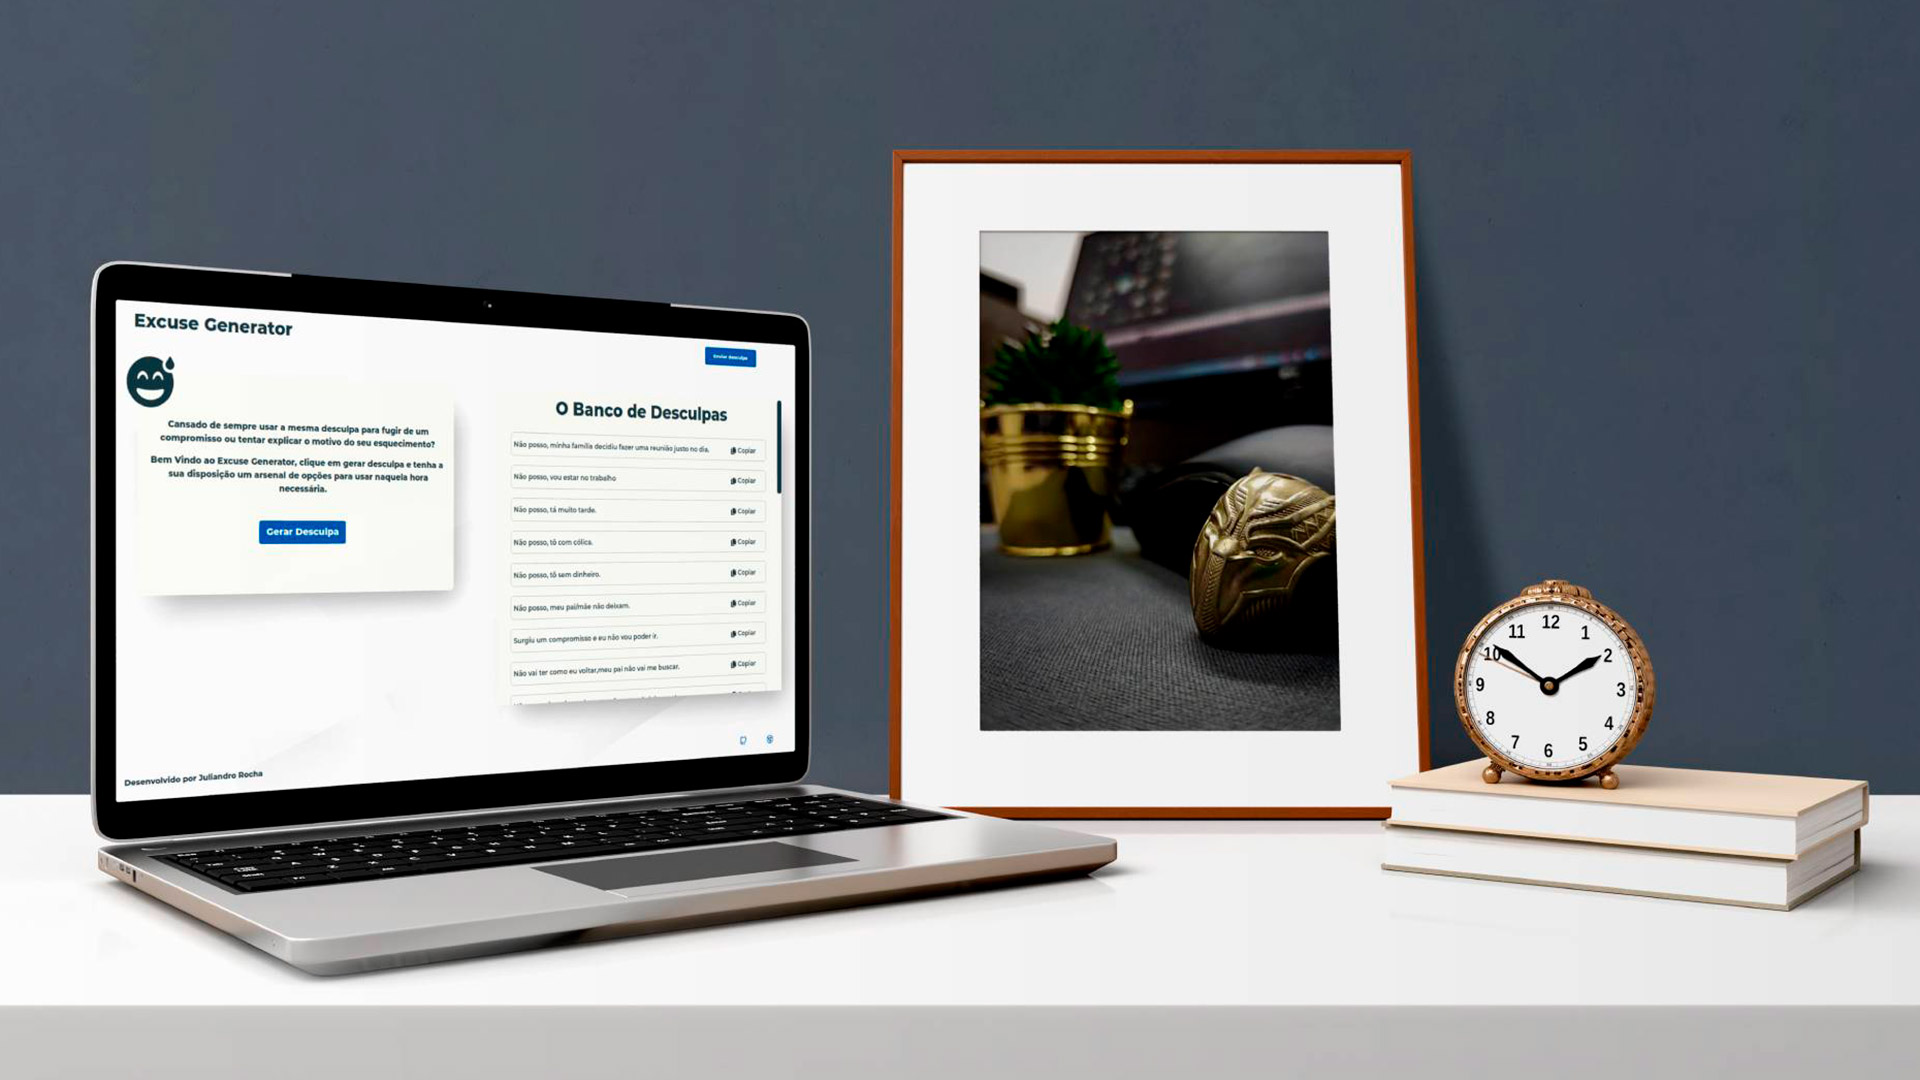 Excuse Generator
Enviar desculpa
Cansado de sempre usar a mesma desculpa para fugir de um
compromisso ou tentar explicar o motivo do seu esquecimento?
Bem Vindo ao Excuse Generator, clique em gerar desculpa e tenha a
sua disposição um arsenal de opções para usar naquela hora
necessária.
Gerar Desculpa
O Banco de Desculpas
Não posso, minha família decidiu fazer uma reunião justo no dia.
Copiar
Não posso, vou estar no trabalho
Copiar
Não posso, tá muito tarde.
Copiar
Não posso, tô com cólica.
Copiar
Não posso, tô sem dinheiro.
Copiar
Não posso, meu pai/mãe não deixam.
Copiar
Surgiu um compromisso e eu não vou poder ir.
Copiar
Não vai ter como eu voltar,meu pai não vai me buscar.
Copiar
Desenvolvido por Juliandro Rocha
12
1
2
3
4
5
6
7
8
9
10
11